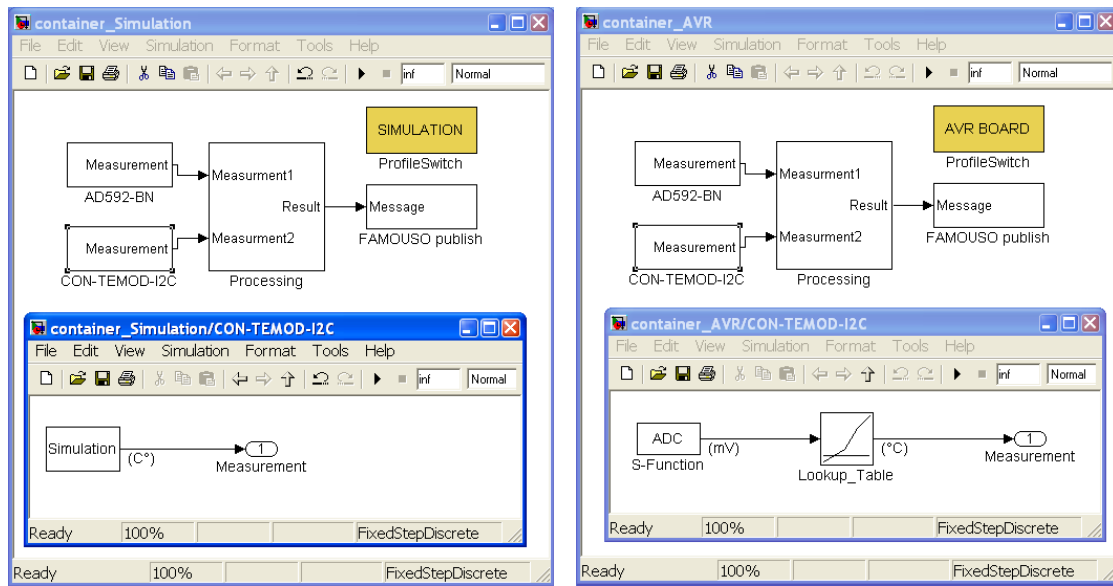 container_Simulation
File Edit View Simulation Format Tools Help
inf Normal
SIMULATION
ProfileSwitch
Measurement
AD592-BN
Measurment1
Result
Measurment2
Processing
Message
FAMOUSO publish
Measurement
CON-TEMOD-I2C
container_Simulation/CON-TEMOD-I2C
File Edit View Simulation Format Tools Help
inf Normal
Simulation
(C°)
1
Measurement
Ready 100% FixedStepDiscrete
Ready 100% FixedStepDiscrete
container_AVR
File Edit View Simulation Format Tools Help
inf Normal
AVR BOARD
ProfileSwitch
Measurement
AD592-BN
Measurment1
Result
Measurment2
Processing
Message
FAMOUSO publish
Measurement
CON-TEMOD-I2C
container_AVR/CON-TEMOD-I2C
File Edit View Simulation Format Tools Help
inf Normal
ADC
S-Function
(mV)
Lookup_Table
(°C)
1
Measurement
Ready 100% FixedStepDiscrete
Ready 100% FixedStepDiscrete